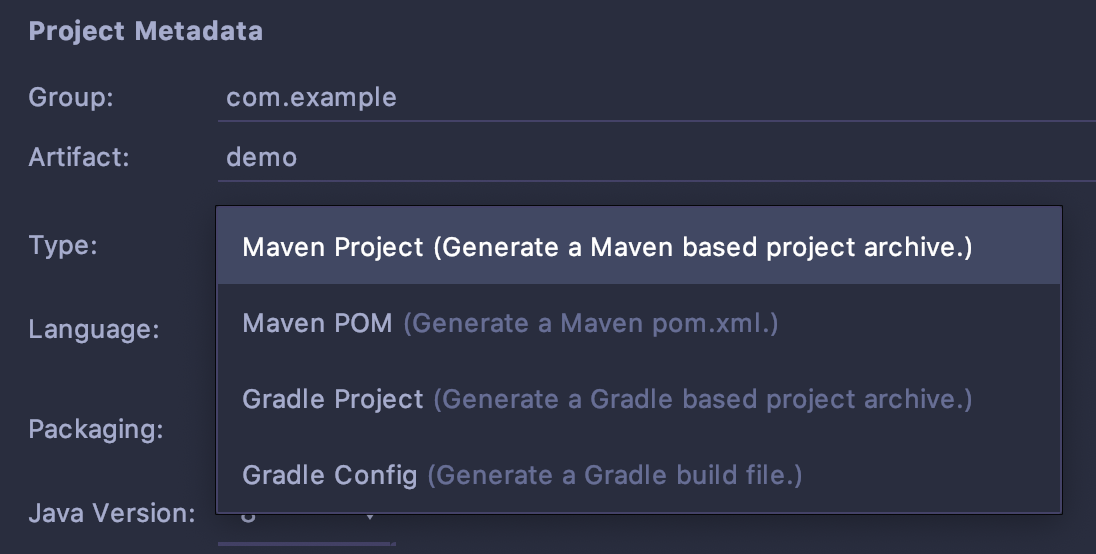 Project Metadata
Group: com.example
Artifact: demo
Type: Maven Project (Generate a Maven based project archive.)
Maven POM (Generate a Maven pom.xml.)
Language:
Gradle Project (Generate a Gradle based project archive.)
Packaging:
Gradle Config (Generate a Gradle build file.)
Java Version: